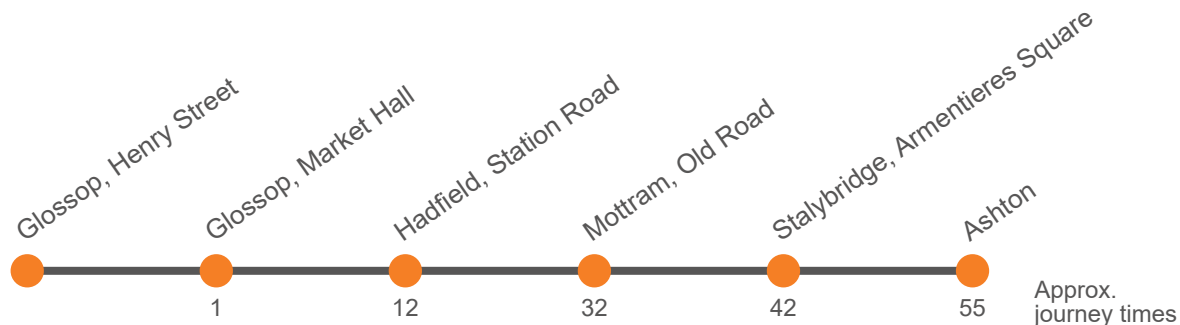 Glossop, Henry Street
Glossop, Market Hall
Hadfield, Station Road
Mottram, Old Road
Stalybridge, Armentieres Square
Ashton
1
12
32
42
55
Approx.
journey times